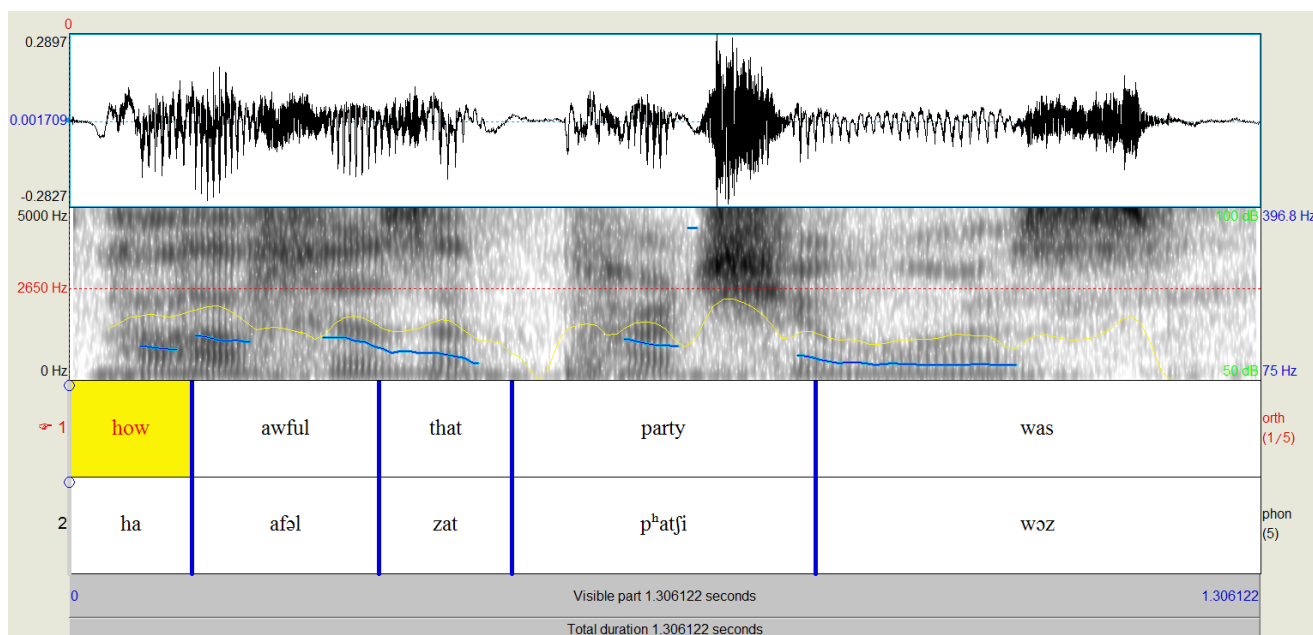 0
0.2897
0.001709
-0.2827
5000 Hz 100 dB 396.8 Hz
2650 Hz
0 Hz 50 dB 75 Hz
☞ 1 how awful that party was orth (1/5)
2 ha afəl zat pʰatʃi wɔz phon (5)
0 Visible part 1.306122 seconds 1.306122
Total duration 1.306122 seconds